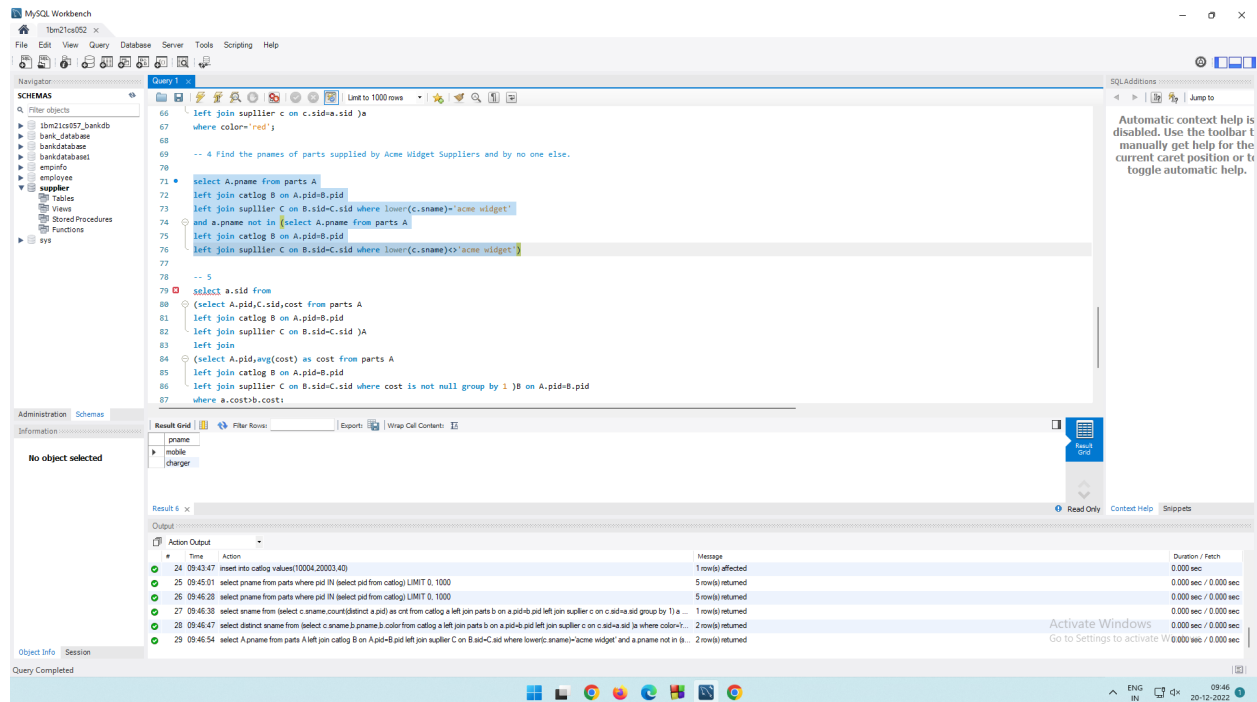 MySQL Workbench
1bm21cs052 ×
File Edit View Query Database Server Tools Scripting Help
Navigator
Query 1 ×
SQLAdditions
SCHEMAS
Filter objects
1bm21cs057_bankdb
bank_database
bankdatabase
bankdatabase1
empinfo
employee
supplier
Tables
Views
Stored Procedures
Functions
sys
Administration Schemas
Information
No object selected
Object Info Session
Query Completed
Limit to 1000 rows
66 left join supllier c on c.sid=a.sid )a
67 where color='red';
68
69 -- 4 Find the pnames of parts supplied by Acme Widget Suppliers and by no one else.
70
71 select A.pname from parts A
72 left join catlog B on A.pid=B.pid
73 left join supllier C on B.sid=C.sid where lower(c.sname)='acme widget'
74 and a.pname not in (select A.pname from parts A
75 left join catlog B on A.pid=B.pid
76 left join supllier C on B.sid=C.sid where lower(c.sname)<>'acme widget')
77
78 -- 5
79 select a.sid from
80 (select A.pid,C.sid,cost from parts A
81 left join catlog B on A.pid=B.pid
82 left join supllier C on B.sid=C.sid )A
83 left join
84 (select A.pid,avg(cost) as cost from parts A
85 left join catlog B on A.pid=B.pid
86 left join supllier C on B.sid=C.sid where cost is not null group by 1 )B on A.pid=B.pid
87 where a.cost>b.cost;
Jump to
Automatic context help is
disabled. Use the toolbar t
manually get help for the
current caret position or to
toggle automatic help.
Result Grid Filter Rows: Export: Wrap Cell Content:
pname
mobile
charger
Result Grid
Result 6 ×
Read Only
Context Help Snippets
Output
Action Output
# Time Action Message Duration / Fetch
24 09:43:47 insert into catlog values(10004,20003,40) 1 row(s) affected 0.000 sec
25 09:45:01 select pname from parts where pid IN (select pid from catlog) LIMIT 0, 1000 5 row(s) returned 0.000 sec / 0.000 sec
26 09:46:28 select pname from parts where pid IN (select pid from catlog) LIMIT 0, 1000 5 row(s) returned 0.000 sec / 0.000 sec
27 09:46:38 select sname from (select c.sname,count(distinct a.pid) as cnt from catlog a left join parts b on a.pid=b.pid left join supllier c on c.sid=a.sid group by 1) a ... 1 row(s) returned 0.000 sec / 0.000 sec
28 09:46:47 select distinct sname from (select c.sname,b.pname,b.color from catlog a left join parts b on a.pid=b.pid left join supllier c on c.sid=a.sid )a where color='r... 2 row(s) returned 0.000 sec / 0.000 sec
29 09:46:54 select A.pname from parts A left join catlog B on A.pid=B.pid left join supllier C on B.sid=C.sid where lower(c.sname)='acme widget' and a.pname not in (s... 2 row(s) returned 0.000 sec / 0.000 sec
Activate Windows
Go to Settings to activate
ENG
IN
09:46
20-12-2022
1